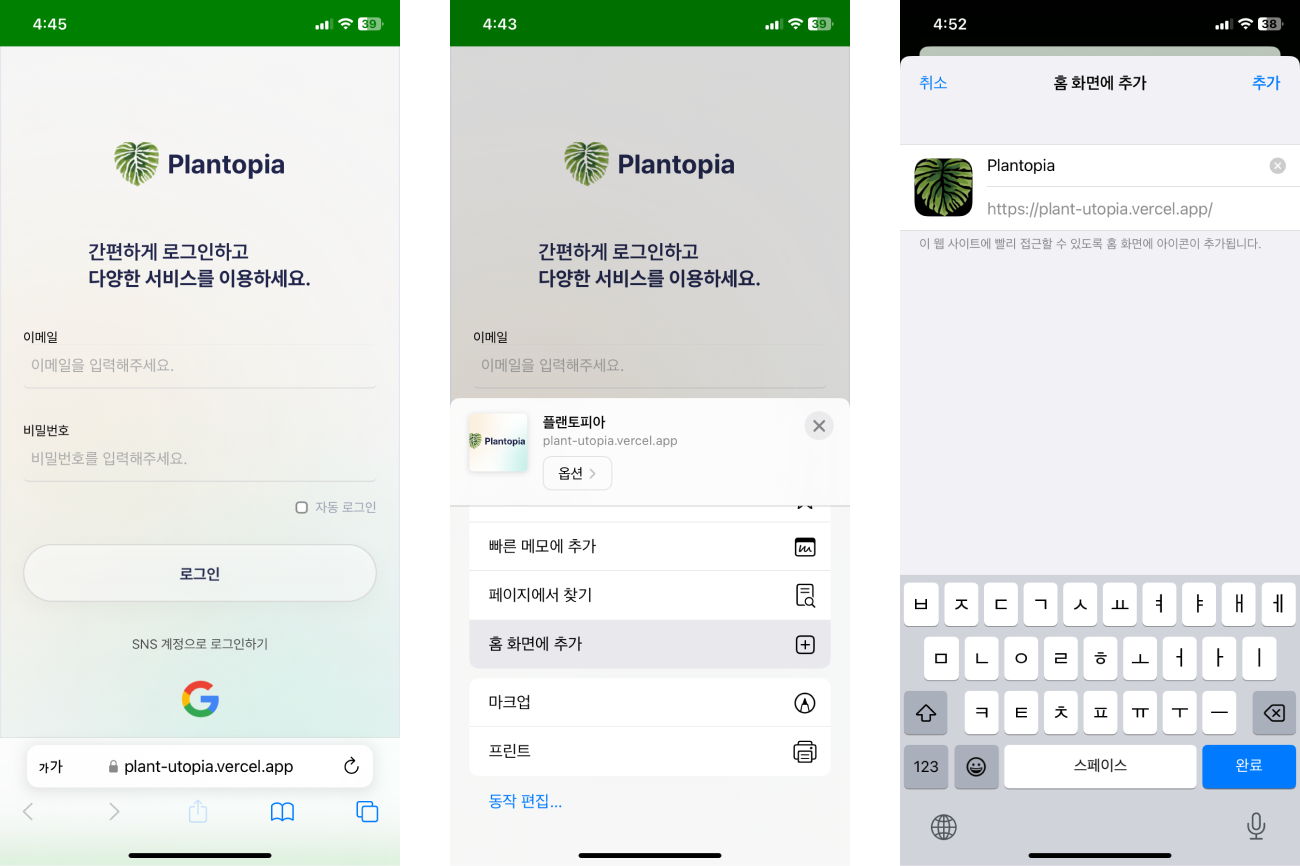 4:45
39
Plantopia
간편하게 로그인하고
다양한 서비스를 이용하세요.
이메일
이메일을 입력해주세요.
비밀번호
비밀번호를 입력해주세요.
자동 로그인
로그인
SNS 계정으로 로그인하기
가가 plant-utopia.vercel.app
4:43
39
Plantopia
간편하게 로그인하고
다양한 서비스를 이용하세요.
이메일
이메일을 입력해주세요.
Plantopia
플랜토피아
plant-utopia.vercel.app
옵션
빠른 메모에 추가
페이지에서 찾기
홈 화면에 추가
마크업
프린트
동작 편집...
4:52
38
취소 홈 화면에 추가 추가
Plantopia
https://plant-utopia.vercel.app/
이 웹 사이트에 빨리 접근할 수 있도록 홈 화면에 아이콘이 추가됩니다.
ㅂ ㅈ ㄷ ㄱ ㅅ ㅛ ㅕ ㅑ ㅐ ㅔ
ㅁ ㄴ ㅇ ㄹ ㅎ ㅗ ㅓ ㅏ ㅣ
ㅋ ㅌ ㅊ ㅍ ㅠ ㅜ ㅡ
123 스페이스 완료